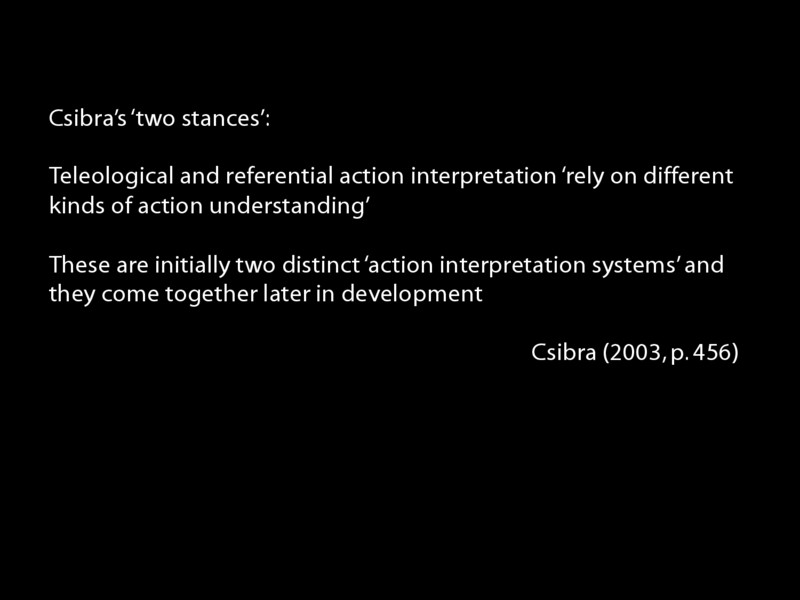 Csibra’s ‘two stances’:
Teleological and referential action interpretation ‘rely on different
kinds of action understanding’
These are initially two distinct ‘action interpretation systems’ and
they come together later in development
Csibra (2003, p. 456)